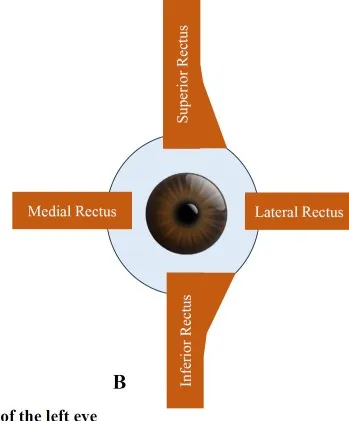 Superior Rectus
Medial Rectus
Lateral Rectus
Inferior Rectus
B
of the left eye